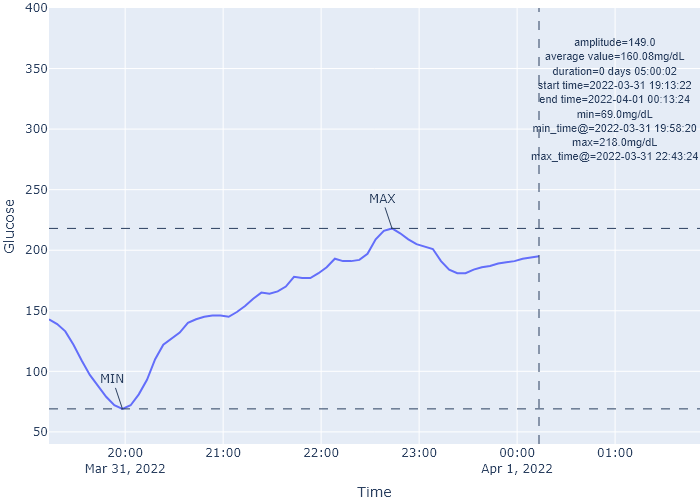 400
amplitude=149.0
average value=160.08mg/dL
350
duration=0 days 05:00:02
start time=2022-03-31 19:13:22
end time=2022-04-01 00:13:24
min=69.0mg/dL
300
min_time@=2022-03-31 19:58:20
max=218.0mg/dL
max_time@=2022-03-31 22:43:24
250
MAX
Glucose
200
150
100
MIN
50
20:00 21:00 22:00 23:00 00:00 01:00
Mar 31, 2022 Apr 1, 2022
Time